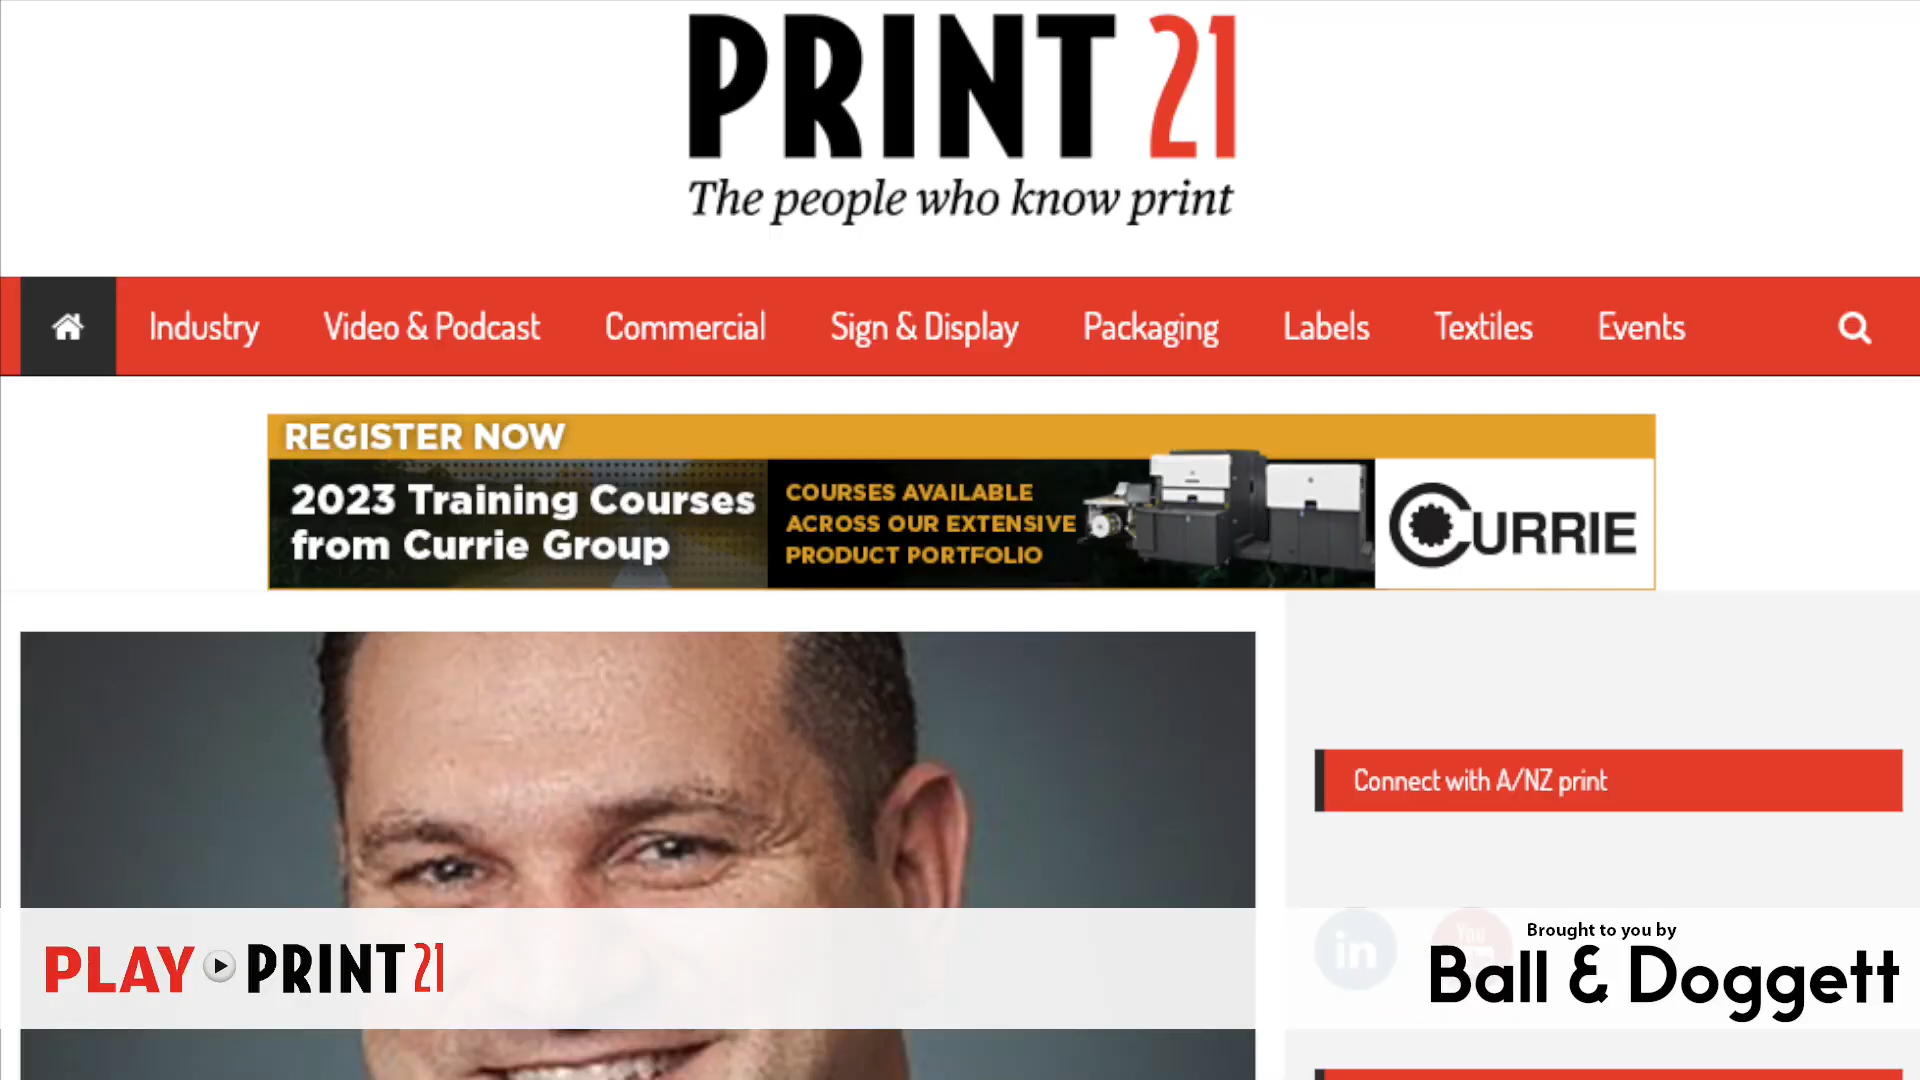 PRINT 21
The people who know print
Industry Video & Podcast Commercial Sign & Display Packaging Labels Textiles Events
REGISTER NOW
2023 Training Courses
from Currie Group
COURSES AVAILABLE
ACROSS OUR EXTENSIVE
PRODUCT PORTFOLIO
CURRIE
Connect with A/NZ print
in
You
PLAY PRINT 21
Brought to you by
Ball & Doggett